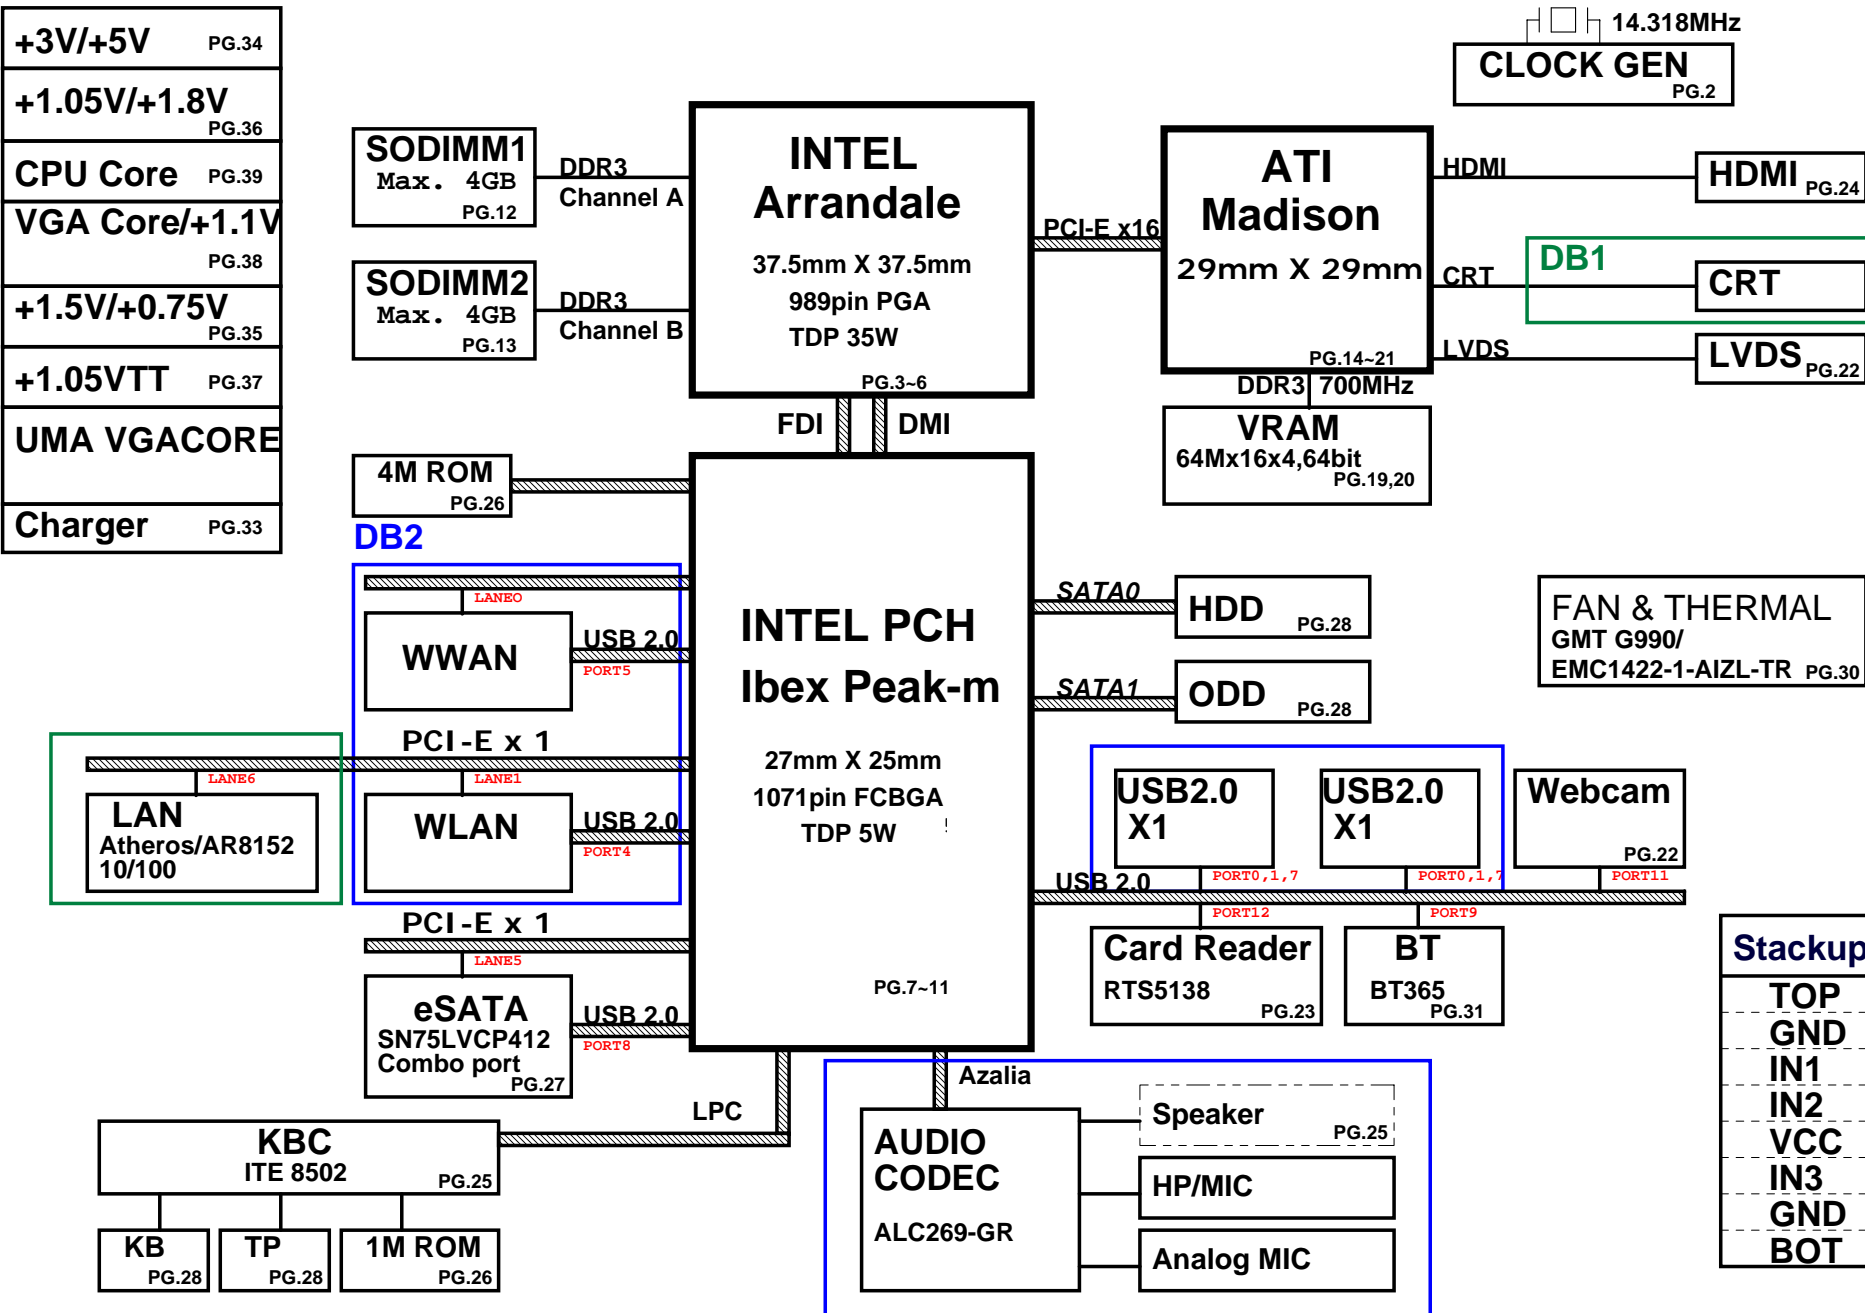 +3V/+5V PG.34
+1.05V/+1.8V
PG.36
CPU Core PG.39
VGA Core/+1.1V
PG.38
+1.5V/+0.75V
PG.35
+1.05VTT PG.37
UMA VGACORE
Charger PG.33
14.318MHz
CLOCK GEN
PG.2
SODIMM1
Max. 4GB
PG.12
DDR3
Channel A
SODIMM2
Max. 4GB
PG.13
DDR3
Channel B
INTEL
Arrandale
37.5mm X 37.5mm
989pin PGA
TDP 35W
PG.3~6
PCI-E x16
ATI
Madison
29mm X 29mm
PG.14~21
HDMI
HDMI PG.24
DB1
CRT
CRT
LVDS
LVDS PG.22
DDR3 700MHz
VRAM
64Mx16x4,64bit
PG.19,20
FDI
DMI
4M ROM
PG.26
DB2
LANE0
WWAN
USB 2.0
PORT5
PCI-E x 1
LANE6
LANE1
LAN
Atheros/AR8152
10/100
WLAN
USB 2.0
PORT4
PCI-E x 1
LANE5
eSATA
SN75LVCP412
Combo port
PG.27
USB 2.0
PORT8
INTEL PCH
Ibex Peak-m
27mm X 25mm
1071pin FCBGA
TDP 5W !
PG.7~11
SATA0
HDD PG.28
SATA1
ODD PG.28
FAN & THERMAL
GMT G990/
EMC1422-1-AIZL-TR PG.30
USB2.0
X1
USB2.0
X1
Webcam
PG.22
USB 2.0
PORT0,1,7
PORT0,1,7
PORT11
PORT12
PORT9
Card Reader
RTS5138
PG.23
BT
BT365
PG.31
Stackup
TOP
GND
IN1
IN2
VCC
IN3
GND
BOT
LPC
KBC
ITE 8502
PG.25
KB
PG.28
TP
PG.28
1M ROM
PG.26
Azalia
AUDIO
CODEC
ALC269-GR
Speaker
PG.25
HP/MIC
Analog MIC